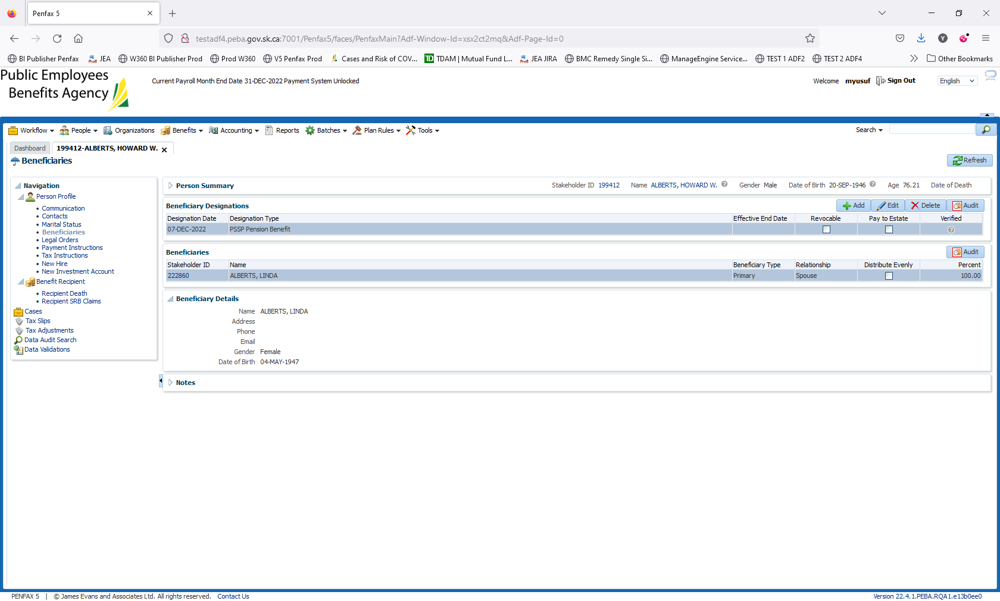 Penfax 5
testadf4.peba.gov.sk.ca:7001/Penfax5/faces/PenfaxMain?Adf-Window-Id=xsx2ct2mq&Adf-Page-Id=0
BI Publisher Penfax JEA W360 BI Publisher Prod Prod W360 V5 Penfax Prod Cases and Risk of COV... TD TDAM | Mutual Fund L... JEA JIRA BMC Remedy Single Si... ManageEngine Service... TEST 1 ADF2 TEST 2 ADF4 Other Bookmarks
Public Employees
Benefits Agency
Current Payroll Month End Date 31-DEC-2022 Payment System Unlocked
Welcome myusuf Sign Out English
Workflow People Organizations Benefits Accounting Reports Batches Plan Rules Tools Search
Dashboard 199412-ALBERTS, HOWARD W.
Beneficiaries Refresh
Navigation
Person Profile
Communication
Contacts
Marital Status
Beneficiaries
Legal Orders
Payment Instructions
Tax Instructions
New Hire
New Investment Account
Benefit Recipient
Recipient Death
Recipient SRB Claims
Cases
Tax Slips
Tax Adjustments
Data Audit Search
Data Validations
Person Summary Stakeholder ID 199412 Name ALBERTS, HOWARD W. Gender Male Date of Birth 20-SEP-1946 Age 76.21 Date of Death
Beneficiary Designations Add Edit Delete Audit
Designation Date Designation Type Effective End Date Revocable Pay to Estate Verified
07-DEC-2022 PSSP Pension Benefit
Beneficiaries Audit
Stakeholder ID Name Beneficiary Type Relationship Distribute Evenly Percent
222860 ALBERTS, LINDA Primary Spouse 100.00
Beneficiary Details
Name ALBERTS, LINDA
Address
Phone
Email
Gender Female
Date of Birth 04-MAY-1947
Notes
PENFAX 5 | © James Evans and Associates Ltd. All rights reserved. Contact Us Version 22.4.1.PEBA.RQA1.e13b0ee0